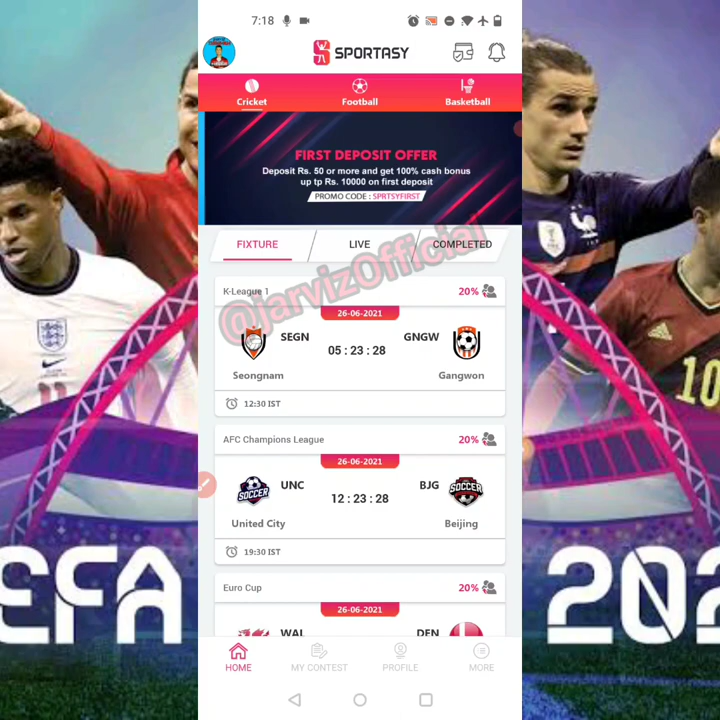 7:18
SPORTASY
Cricket
Football
Basketball
FIRST DEPOSIT OFFER
Deposit Rs. 50 or more and get 100% cash bonus
up tp Rs. 10000 on first deposit
PROMO CODE : SPRTSYFIRST
FIXTURE
LIVE
COMPLETED
@jarvizOfficial
K-League 1
20%
26-06-2021
SEGN
GNGW
05 : 23 : 28
Seongnam
Gangwon
12:30 IST
AFC Champions League
20%
26-06-2021
UNC
BJG
SOCCER
SOCCER
12 : 23 : 28
United City
Beijing
19:30 IST
Euro Cup
20%
26-06-2021
WAL
DEN
HOME
MY CONTEST
PROFILE
MORE
EFA
202
10